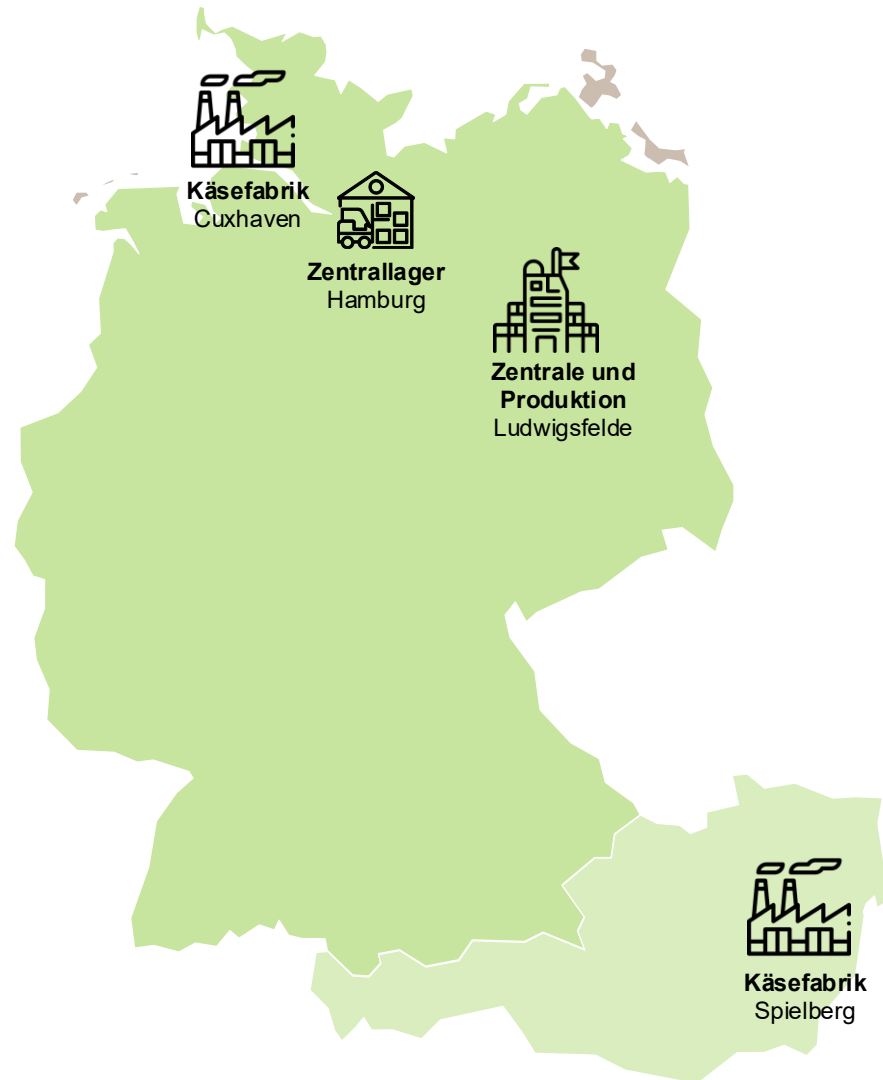 Käsefabrik
Cuxhaven
Zentrallager
Hamburg
Zentrale und
Produktion
Ludwigsfelde
Käsefabrik
Spielberg